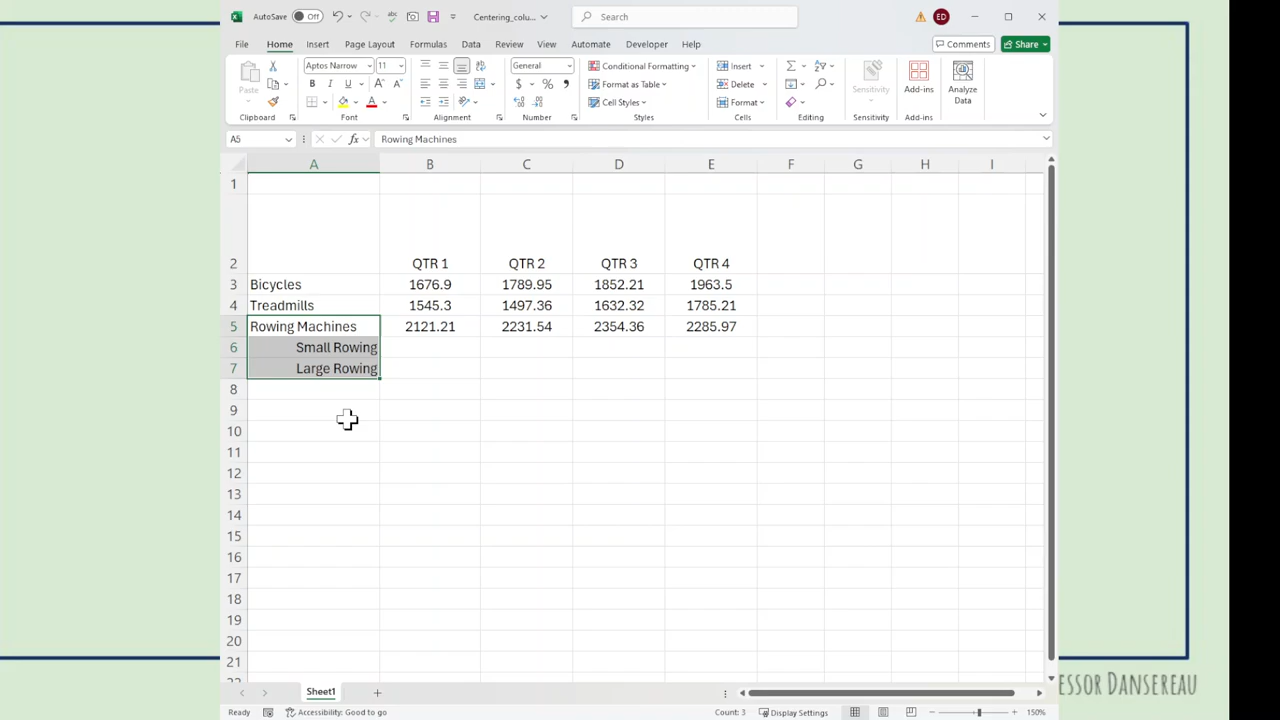 AutoSave Off Centering_colu... Search ED
File Home Insert Page Layout Formulas Data Review View Automate Developer Help Comments Share
Paste Aptos Narrow 11 General Conditional Formatting Insert Sensitivity Add-ins Analyze Data
B I U A A $ % Format as Table Delete
A Cell Styles Format
Clipboard Font Alignment Number Styles Cells Editing Sensitivity Add-ins
A5 fx Rowing Machines
A B C D E F G H I
1
2 QTR 1 QTR 2 QTR 3 QTR 4
3 Bicycles 1676.9 1789.95 1852.21 1963.5
4 Treadmills 1545.3 1497.36 1632.32 1785.21
5 Rowing Machines 2121.21 2231.54 2354.36 2285.97
6 Small Rowing
7 Large Rowing
8
9
10
11
12
13
14
15
16
17
18
19
20
21
Sheet1
ESSOR DANSEREAU
Ready Accessibility: Good to go Count: 3 Display Settings 150%